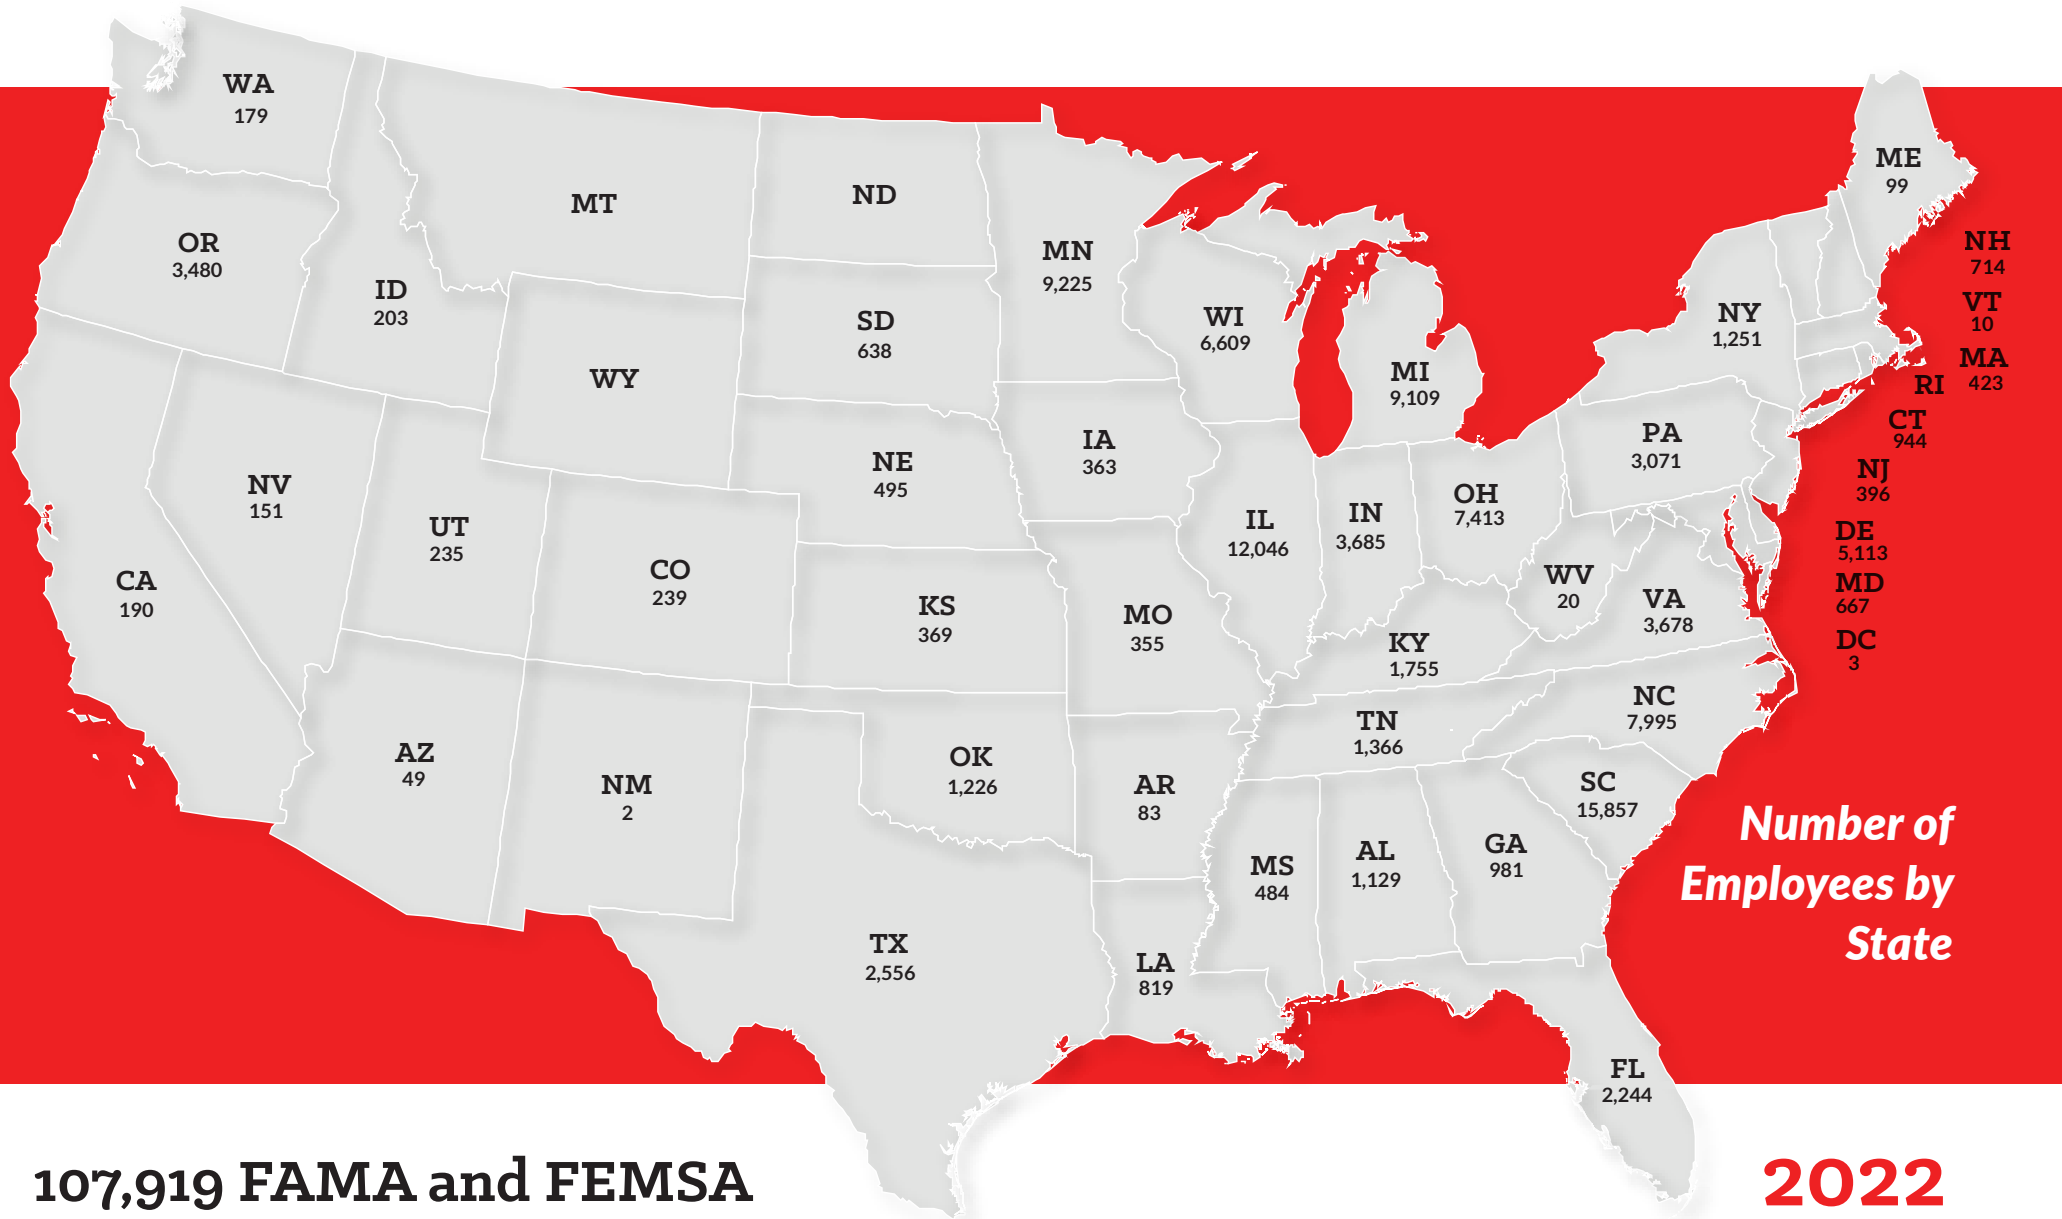 WA
179
ME
99
MT
ND
OR
3,480
NH
714
MN
9,225
ID
203
VT
10
NY
1,251
WI
6,609
SD
638
MA
423
MI
9,109
RI
WY
CT
944
PA
3,071
IA
363
NE
495
NJ
396
NV
151
OH
7,413
IN
3,685
IL
12,046
UT
235
DE
5,113
CO
239
WV
20
CA
190
MD
667
VA
3,678
KS
369
MO
355
KY
1,755
DC
3
NC
7,995
TN
1,366
AZ
49
OK
1,226
NM
2
AR
83
SC
15,857
Number of
Employees by
State
GA
981
AL
1,129
MS
484
TX
2,556
LA
819
FL
2,244
107,919 FAMA and FEMSA
2022